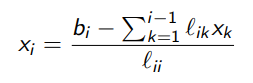 x_i = \frac{b_i - \sum_{k=1}^{i-1} \ell_{ik} x_k}{\ell_{ii}}